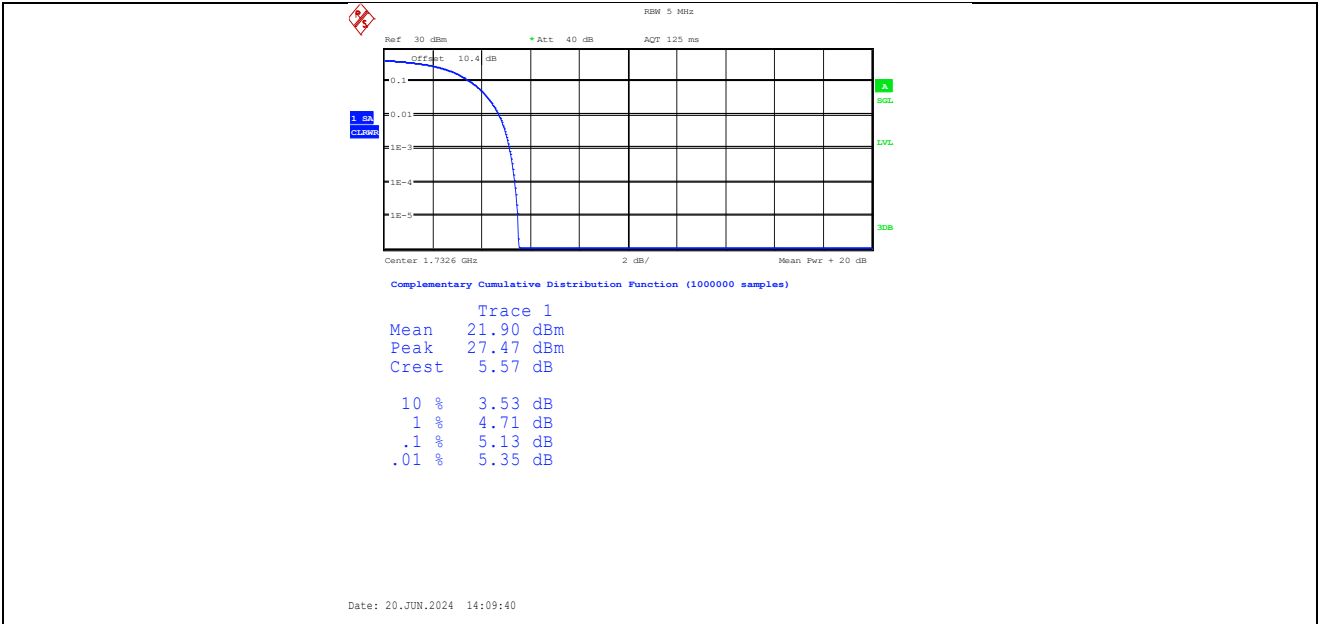 RBW 5 MHz
Ref 30 dBm * Att 40 dB AQT 125 ms
Offset 10.4 dB
0.1
A
SGL
0.01
1 SA
CLRWR
LVL
1E-3
1E-4
1E-5
3DB
Center 1.7326 GHz 2 dB/ Mean Pwr + 20 dB
Complementary Cumulative Distribution Function (1000000 samples)
Trace 1
Mean 21.90 dBm
Peak 27.47 dBm
Crest 5.57 dB
10 % 3.53 dB
1 % 4.71 dB
.1 % 5.13 dB
.01 % 5.35 dB
Date: 20.JUN.2024 14:09:40